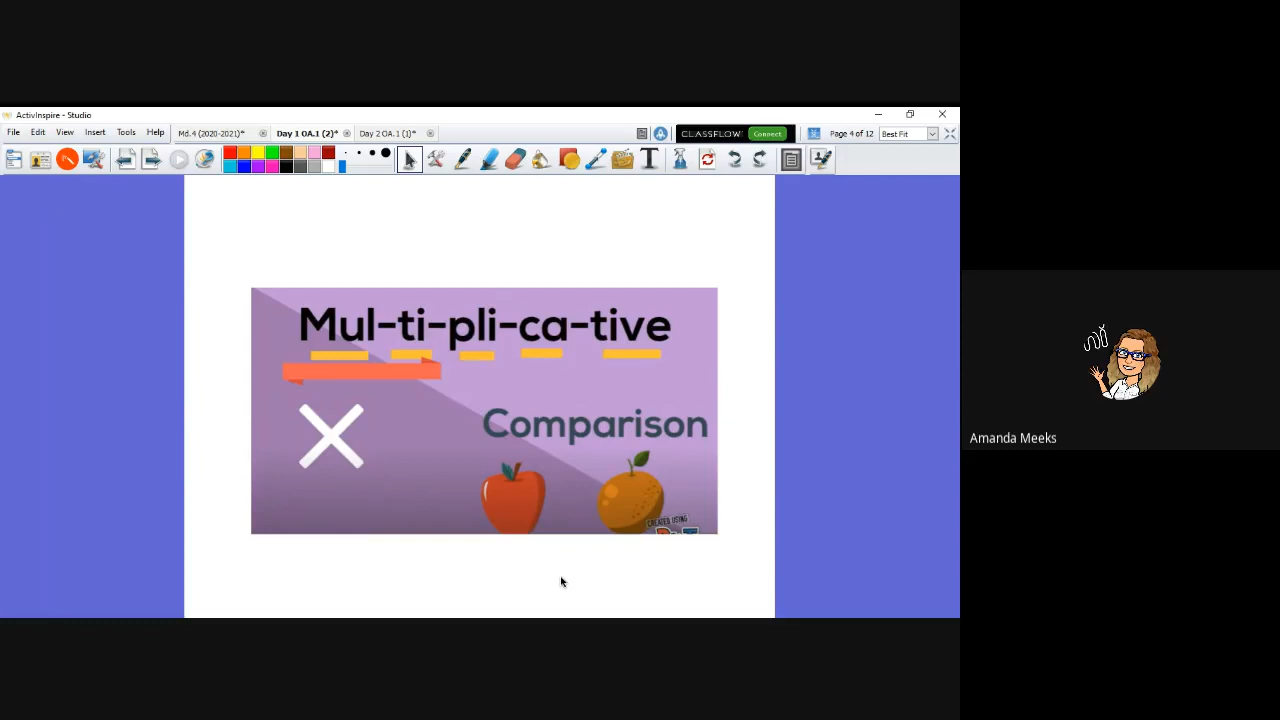 ActivInspire - Studio
File Edit View Insert Tools Help
Md.4 (2020-2021)* Day 1 OA.1 (2)* Day 2 OA.1 (1)*
CLASSFLOW Connect
Page 4 of 12 Best Fit
T
Mul-ti-pli-ca-tive
Comparison
CREATED USING
Amanda Meeks